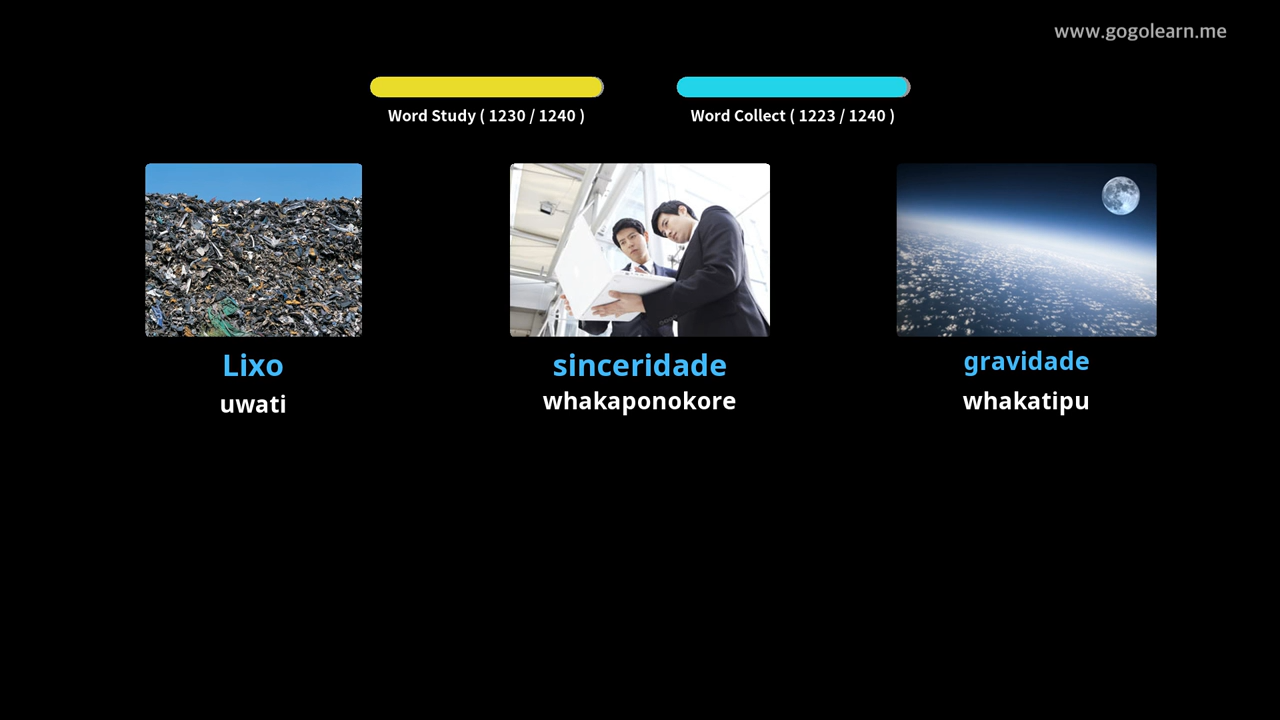 www.gogolearn.me
Word Study ( 1230 / 1240 )
Word Collect ( 1223 / 1240 )
Lixo
uwati
sinceridade
whakaponokore
gravidade
whakatipu